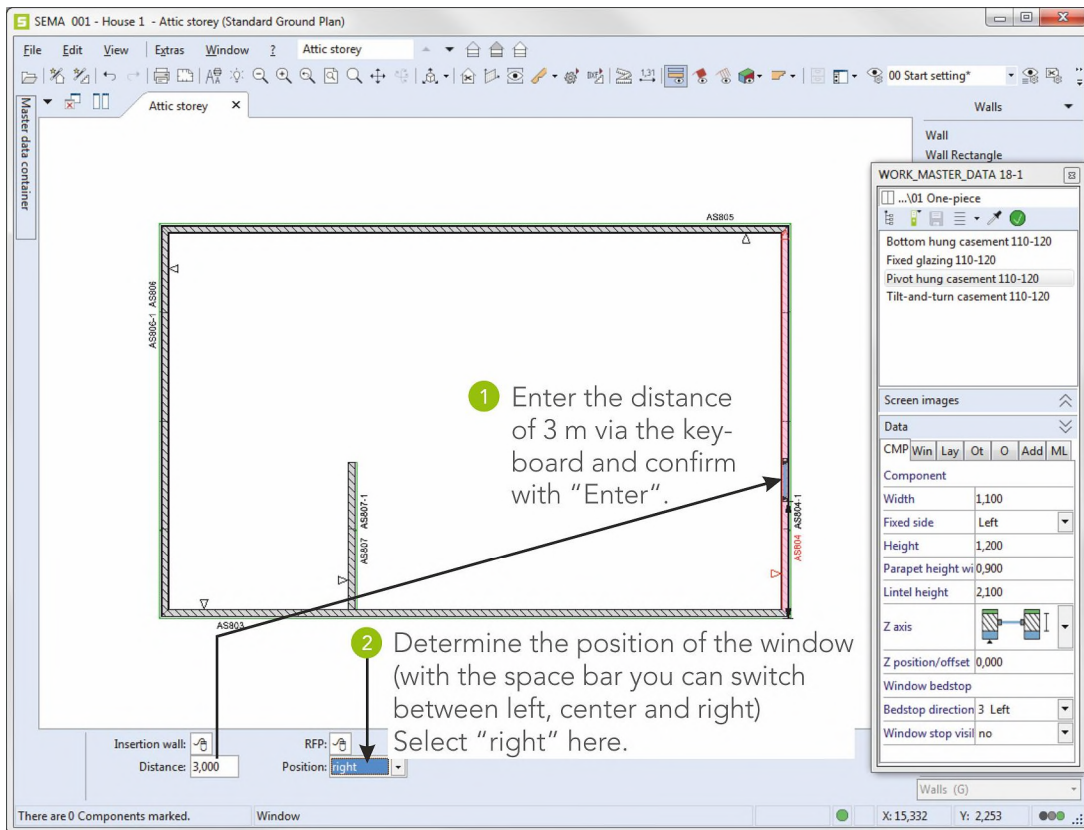 SEMA 001 - House 1 - Attic storey (Standard Ground Plan)
File Edit View Extras Window ? Attic storey
1,31 00 Start setting*
Master data container
Attic storey
Walls
Wall
Wall Rectangle
WORK_MASTER_DATA 18-1
...\01 One-piece
Bottom hung casement 110-120
Fixed glazing 110-120
Pivot hung casement 110-120
Tilt-and-turn casement 110-120
Screen images
Data
CMP Win Lay Ot O Add ML
Component
Width 1,100
Fixed side Left
Height 1,200
Parapet height wi 0,900
Lintel height 2,100
Z axis
Z position/offset 0,000
Window bedstop
Bedstop direction 3 Left
Window stop visil no
Walls (G)
AS805
AS806-1 AS806
AS807 AS807-1
AS804 AS804-1
AS803
1 Enter the distance
of 3 m via the key-
board and confirm
with “Enter”.
2 Determine the position of the window
(with the space bar you can switch
between left, center and right)
Select “right” here.
Insertion wall: RFP:
Distance: 3,000 Position: right
There are 0 Components marked. Window X: 15,332 Y: 2,253